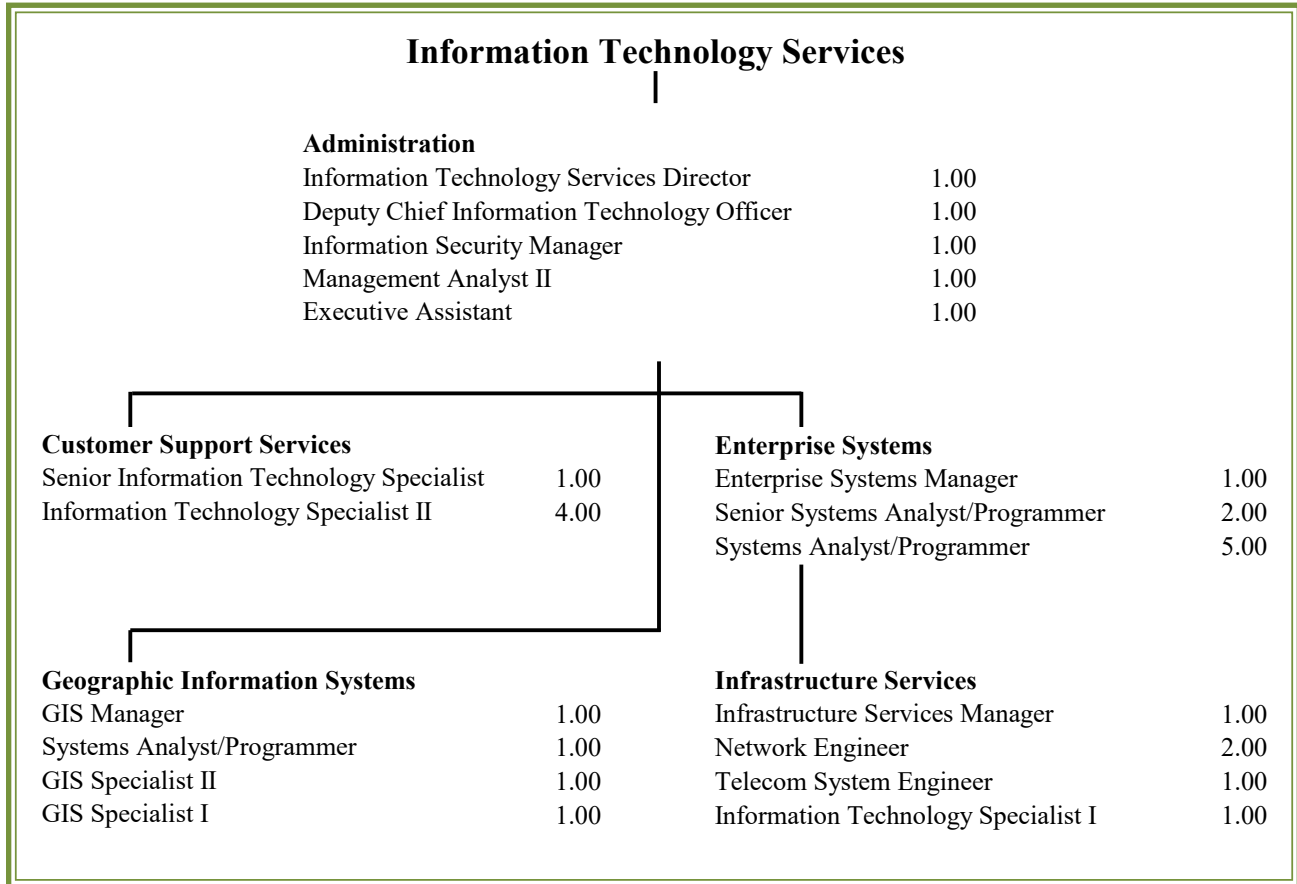 Information Technology Services
Administration
Information Technology Services Director 1.00
Deputy Chief Information Technology Officer 1.00
Information Security Manager 1.00
Management Analyst II 1.00
Executive Assistant 1.00
Customer Support Services
Senior Information Technology Specialist 1.00
Information Technology Specialist II 4.00
Enterprise Systems
Enterprise Systems Manager 1.00
Senior Systems Analyst/Programmer 2.00
Systems Analyst/Programmer 5.00
Geographic Information Systems
GIS Manager 1.00
Systems Analyst/Programmer 1.00
GIS Specialist II 1.00
GIS Specialist I 1.00
Infrastructure Services
Infrastructure Services Manager 1.00
Network Engineer 2.00
Telecom System Engineer 1.00
Information Technology Specialist I 1.00